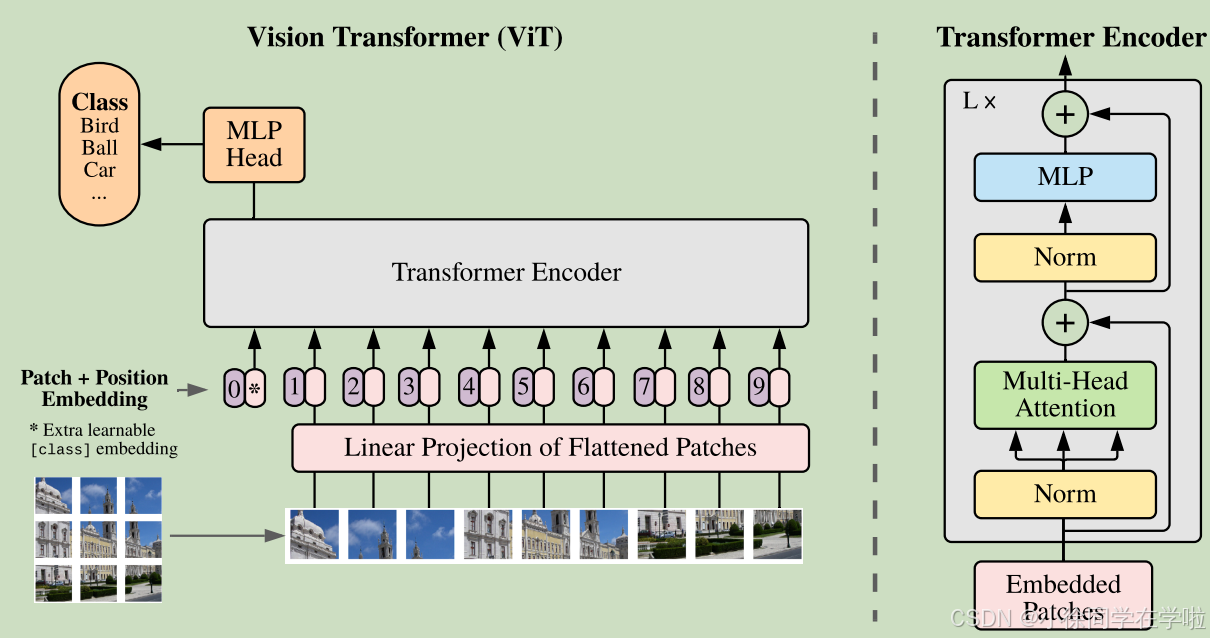 Vision Transformer (ViT)
Class
Bird
Ball
Car
...
MLP
Head
Transformer Encoder
Patch + Position
Embedding
0 * 1 2 3 4 5 6 7 8 9
* Extra learnable
[class] embedding
Linear Projection of Flattened Patches
Transformer Encoder
L ×
+
MLP
Norm
+
Multi-Head
Attention
Norm
Embedded
Patches
CSDN @小徐同学在学啦